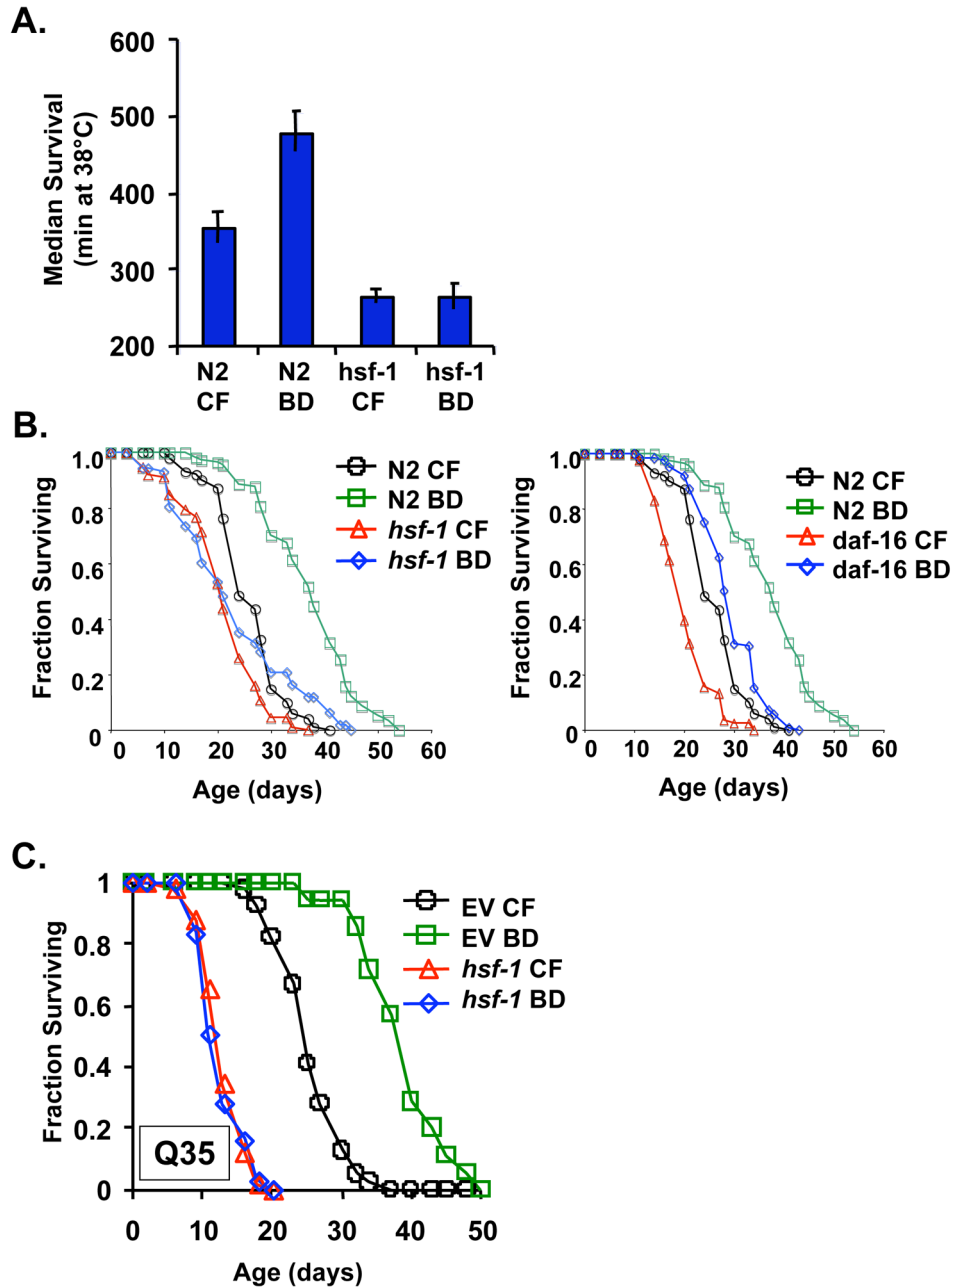 A.
Median Survival
(min at 38°C)
600
500
400
300
200
N2
CF
N2
BD
hsf-1
CF
hsf-1
BD
B.
Fraction Surviving
1.0
0.8
0.6
0.4
0.2
0
0 10 20 30 40 50 60
Age (days)
N2 CF
N2 BD
hsf-1 CF
hsf-1 BD
Fraction Surviving
1.0
0.8
0.6
0.4
0.2
0
0 10 20 30 40 50 60
Age (days)
N2 CF
N2 BD
daf-16 CF
daf-16 BD
C.
Fraction Surviving
1
0.8
0.6
0.4
0.2
0
0 10 20 30 40 50
Age (days)
EV CF
EV BD
hsf-1 CF
hsf-1 BD
Q35